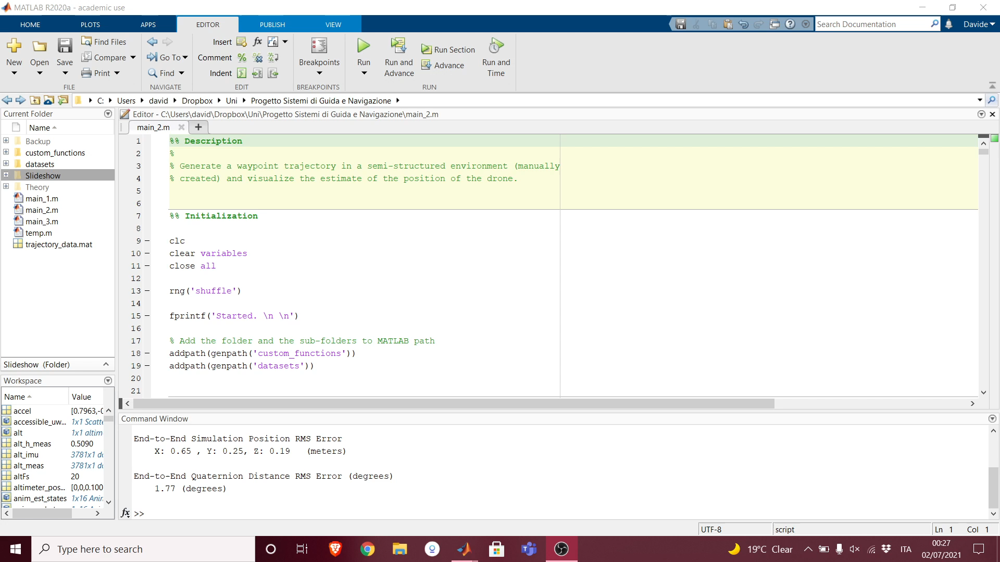 MATLAB R2020a - academic use
HOME PLOTS APPS EDITOR PUBLISH VIEW Search Documentation Davide
New Open Save Find Files Compare Print
Go To Find
Insert fx
Comment
Indent
Breakpoints
Run Run and Advance Run Section Advance Run and Time
FILE NAVIGATE EDIT BREAKPOINTS RUN
C: Users david Dropbox Uni Progetto Sistemi di Guida e Navigazione
Current Folder
Name
Backup
custom_functions
datasets
Slideshow
Theory
main_1.m
main_2.m
main_3.m
temp.m
trajectory_data.mat
Slideshow (Folder)
Workspace
Name Value
accel [0.7963,-0
accessible_uw... 1x1 Scatte
alt 1x1 altim
alt_h_meas 0.5090
alt_imu 3781x1 do
alt_meas 3781x1 do
altFs 20
altimeter_pos... [0,0,0.100
anim_est_states 1x16 Anin
Editor - C:\Users\david\Dropbox\Uni\Progetto Sistemi di Guida e Navigazione\main_2.m
main_2.m
1 %% Description
2 %
3 % Generate a waypoint trajectory in a semi-structured environment (manually
4 % created) and visualize the estimate of the position of the drone.
5
6
7 %% Initialization
8
9 clc
10 clear variables
11 close all
12
13 rng('shuffle')
14
15 fprintf('Started. \n \n')
16
17 % Add the folder and the sub-folders to MATLAB path
18 addpath(genpath('custom_functions'))
19 addpath(genpath('datasets'))
20
21
Command Window
End-to-End Simulation Position RMS Error
X: 0.65 , Y: 0.25, Z: 0.19 (meters)
End-to-End Quaternion Distance RMS Error (degrees)
1.77 (degrees)
fx >>
UTF-8 script Ln 1 Col 1
Type here to search
19°C Clear ITA
00:27
02/07/2021